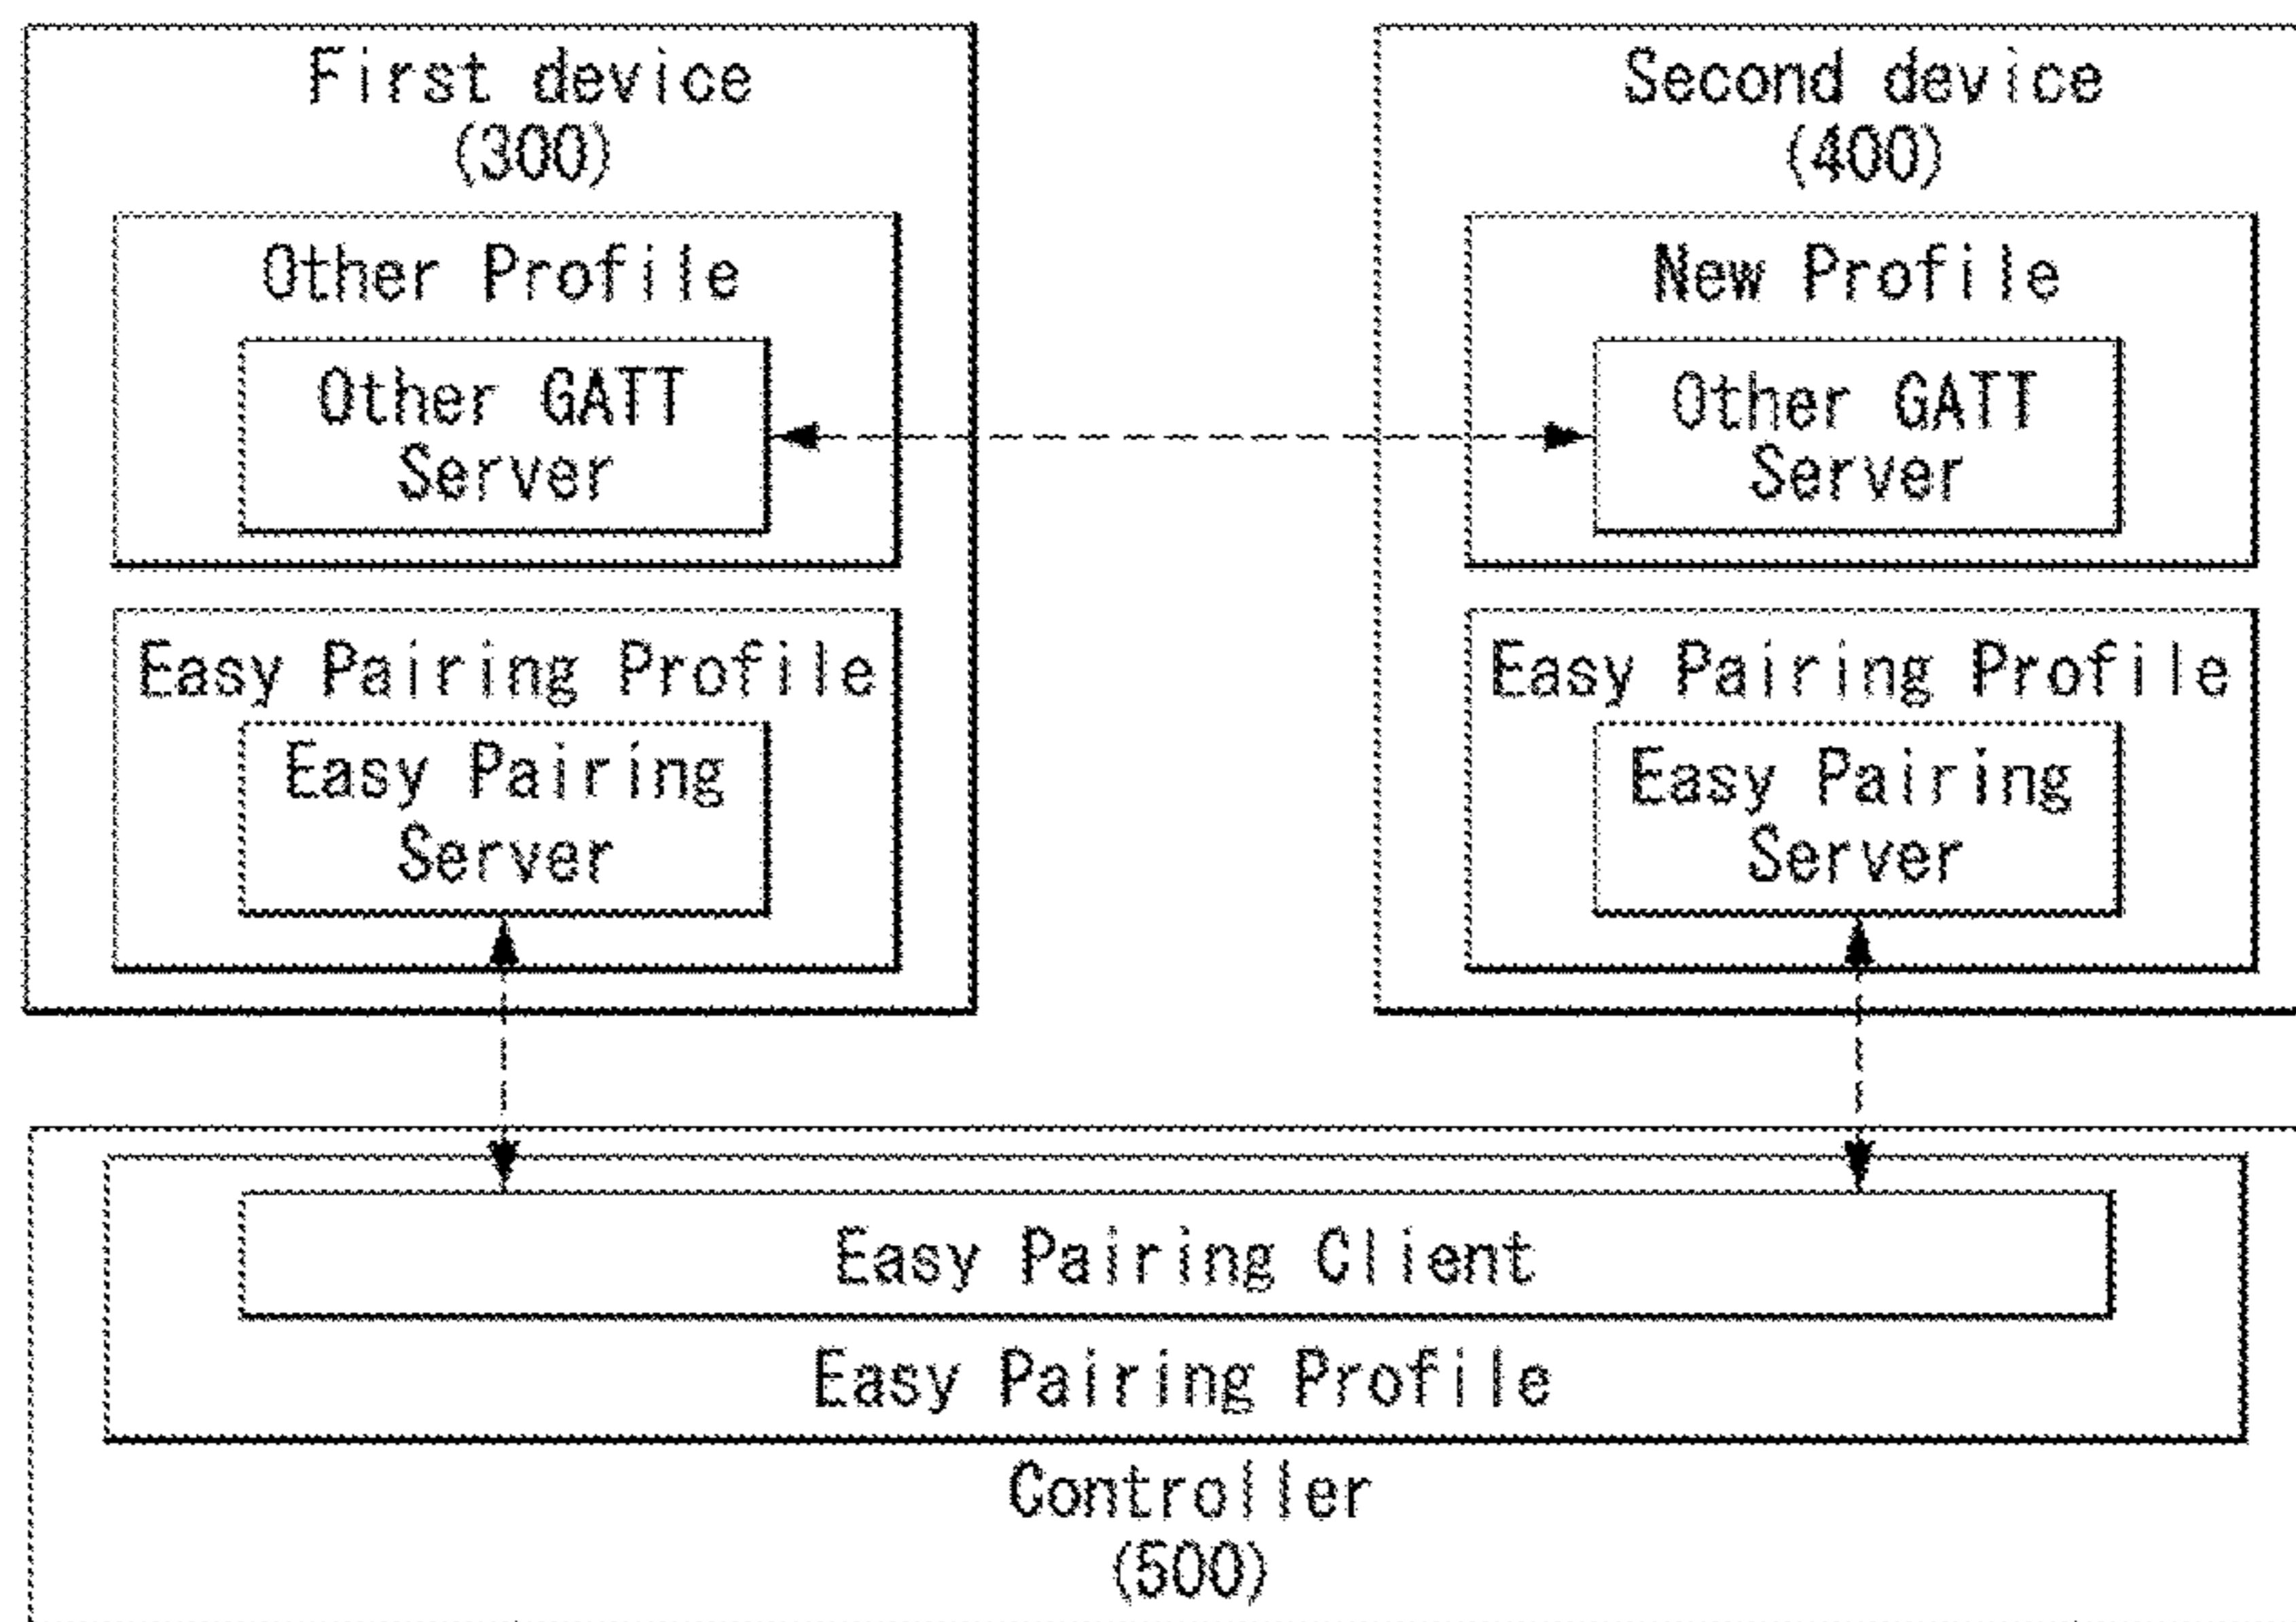 First device
(300)
Other Profile
Other GATT
Server
Easy Pairing Profile
Easy Pairing
Server
Second device
(400)
New Profile
Other GATT
Server
Easy Pairing Profile
Easy Pairing
Server
Easy Pairing Client
Easy Pairing Profile
Controller
(500)